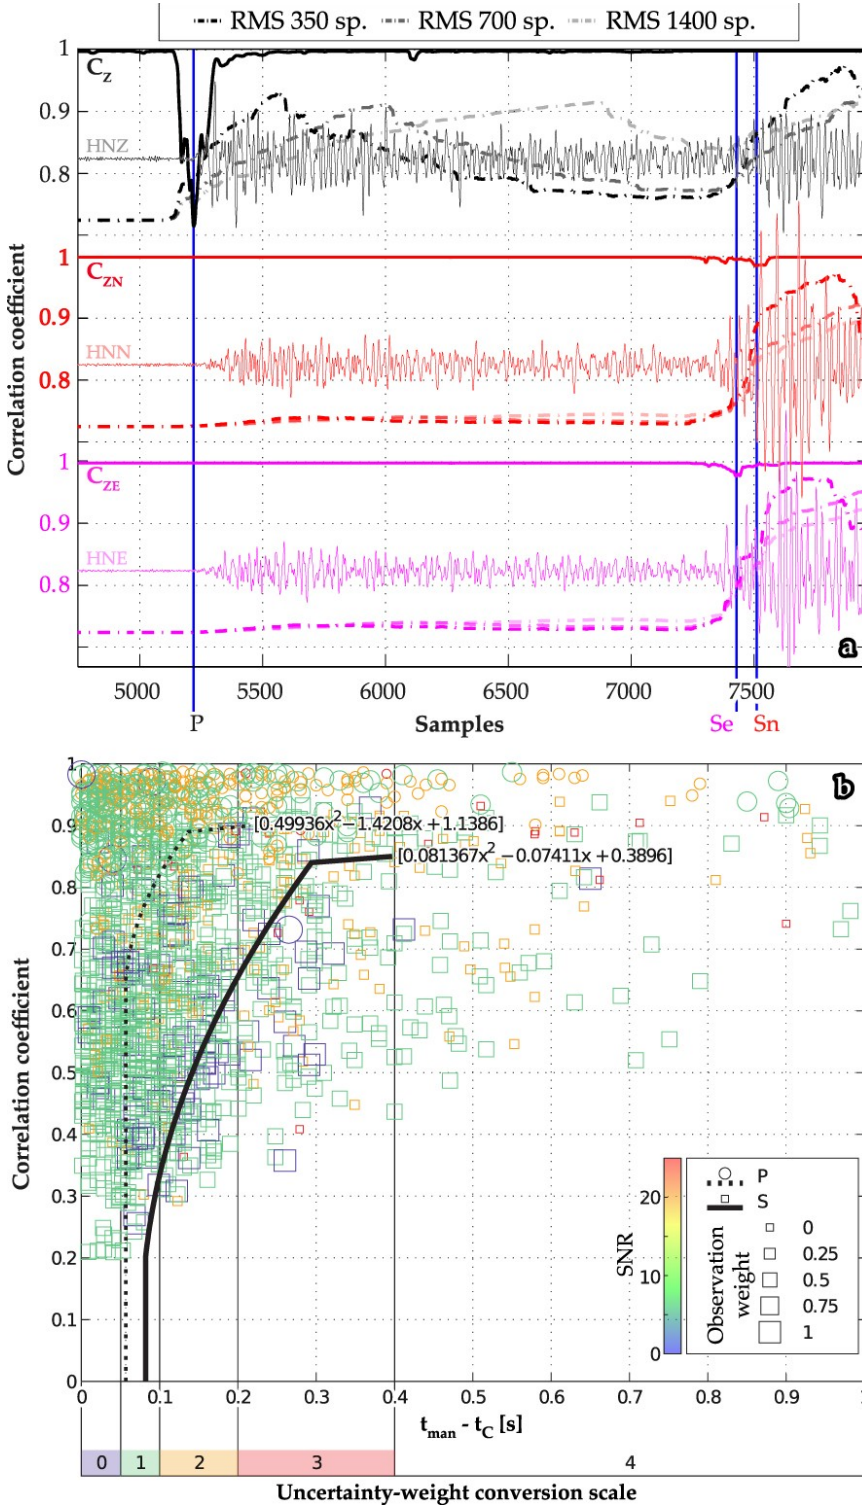 RMS 350 sp. RMS 700 sp. RMS 1400 sp.
1
C_Z
0.9
HNZ
0.8
1
C_ZN
0.9
HNN
0.8
1
C_ZE
0.9
HNE
0.8
Correlation coefficient
a
5000 5500 6000 6500 7000 7500
P Samples Se Sn
b
1
0.9
0.8
0.7
0.6
0.5
0.4
0.3
0.2
0.1
0
Correlation coefficient
[0.49936x²−1.4208x+1.1386]
[0.081367x²−0.07411x+0.3896]
SNR
20
10
0
P
S
Observation weight
0
0.25
0.5
0.75
1
0 0.1 0.2 0.3 0.4 0.5 0.6 0.7 0.8 0.9
t_man - t_C [s]
0 1 2 3 4
Uncertainty-weight conversion scale